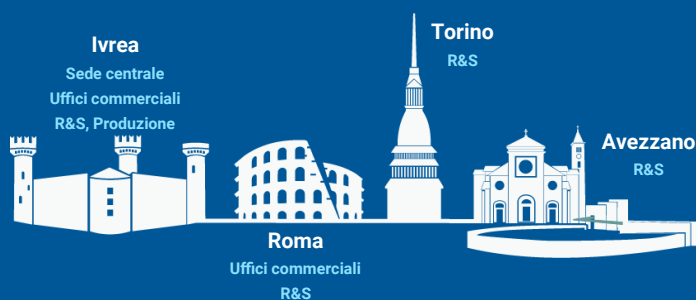 Ivrea
Sede centrale
Uffici commerciali
R&S, Produzione
Torino
R&S
Avezzano
R&S
Roma
Uffici commerciali
R&S